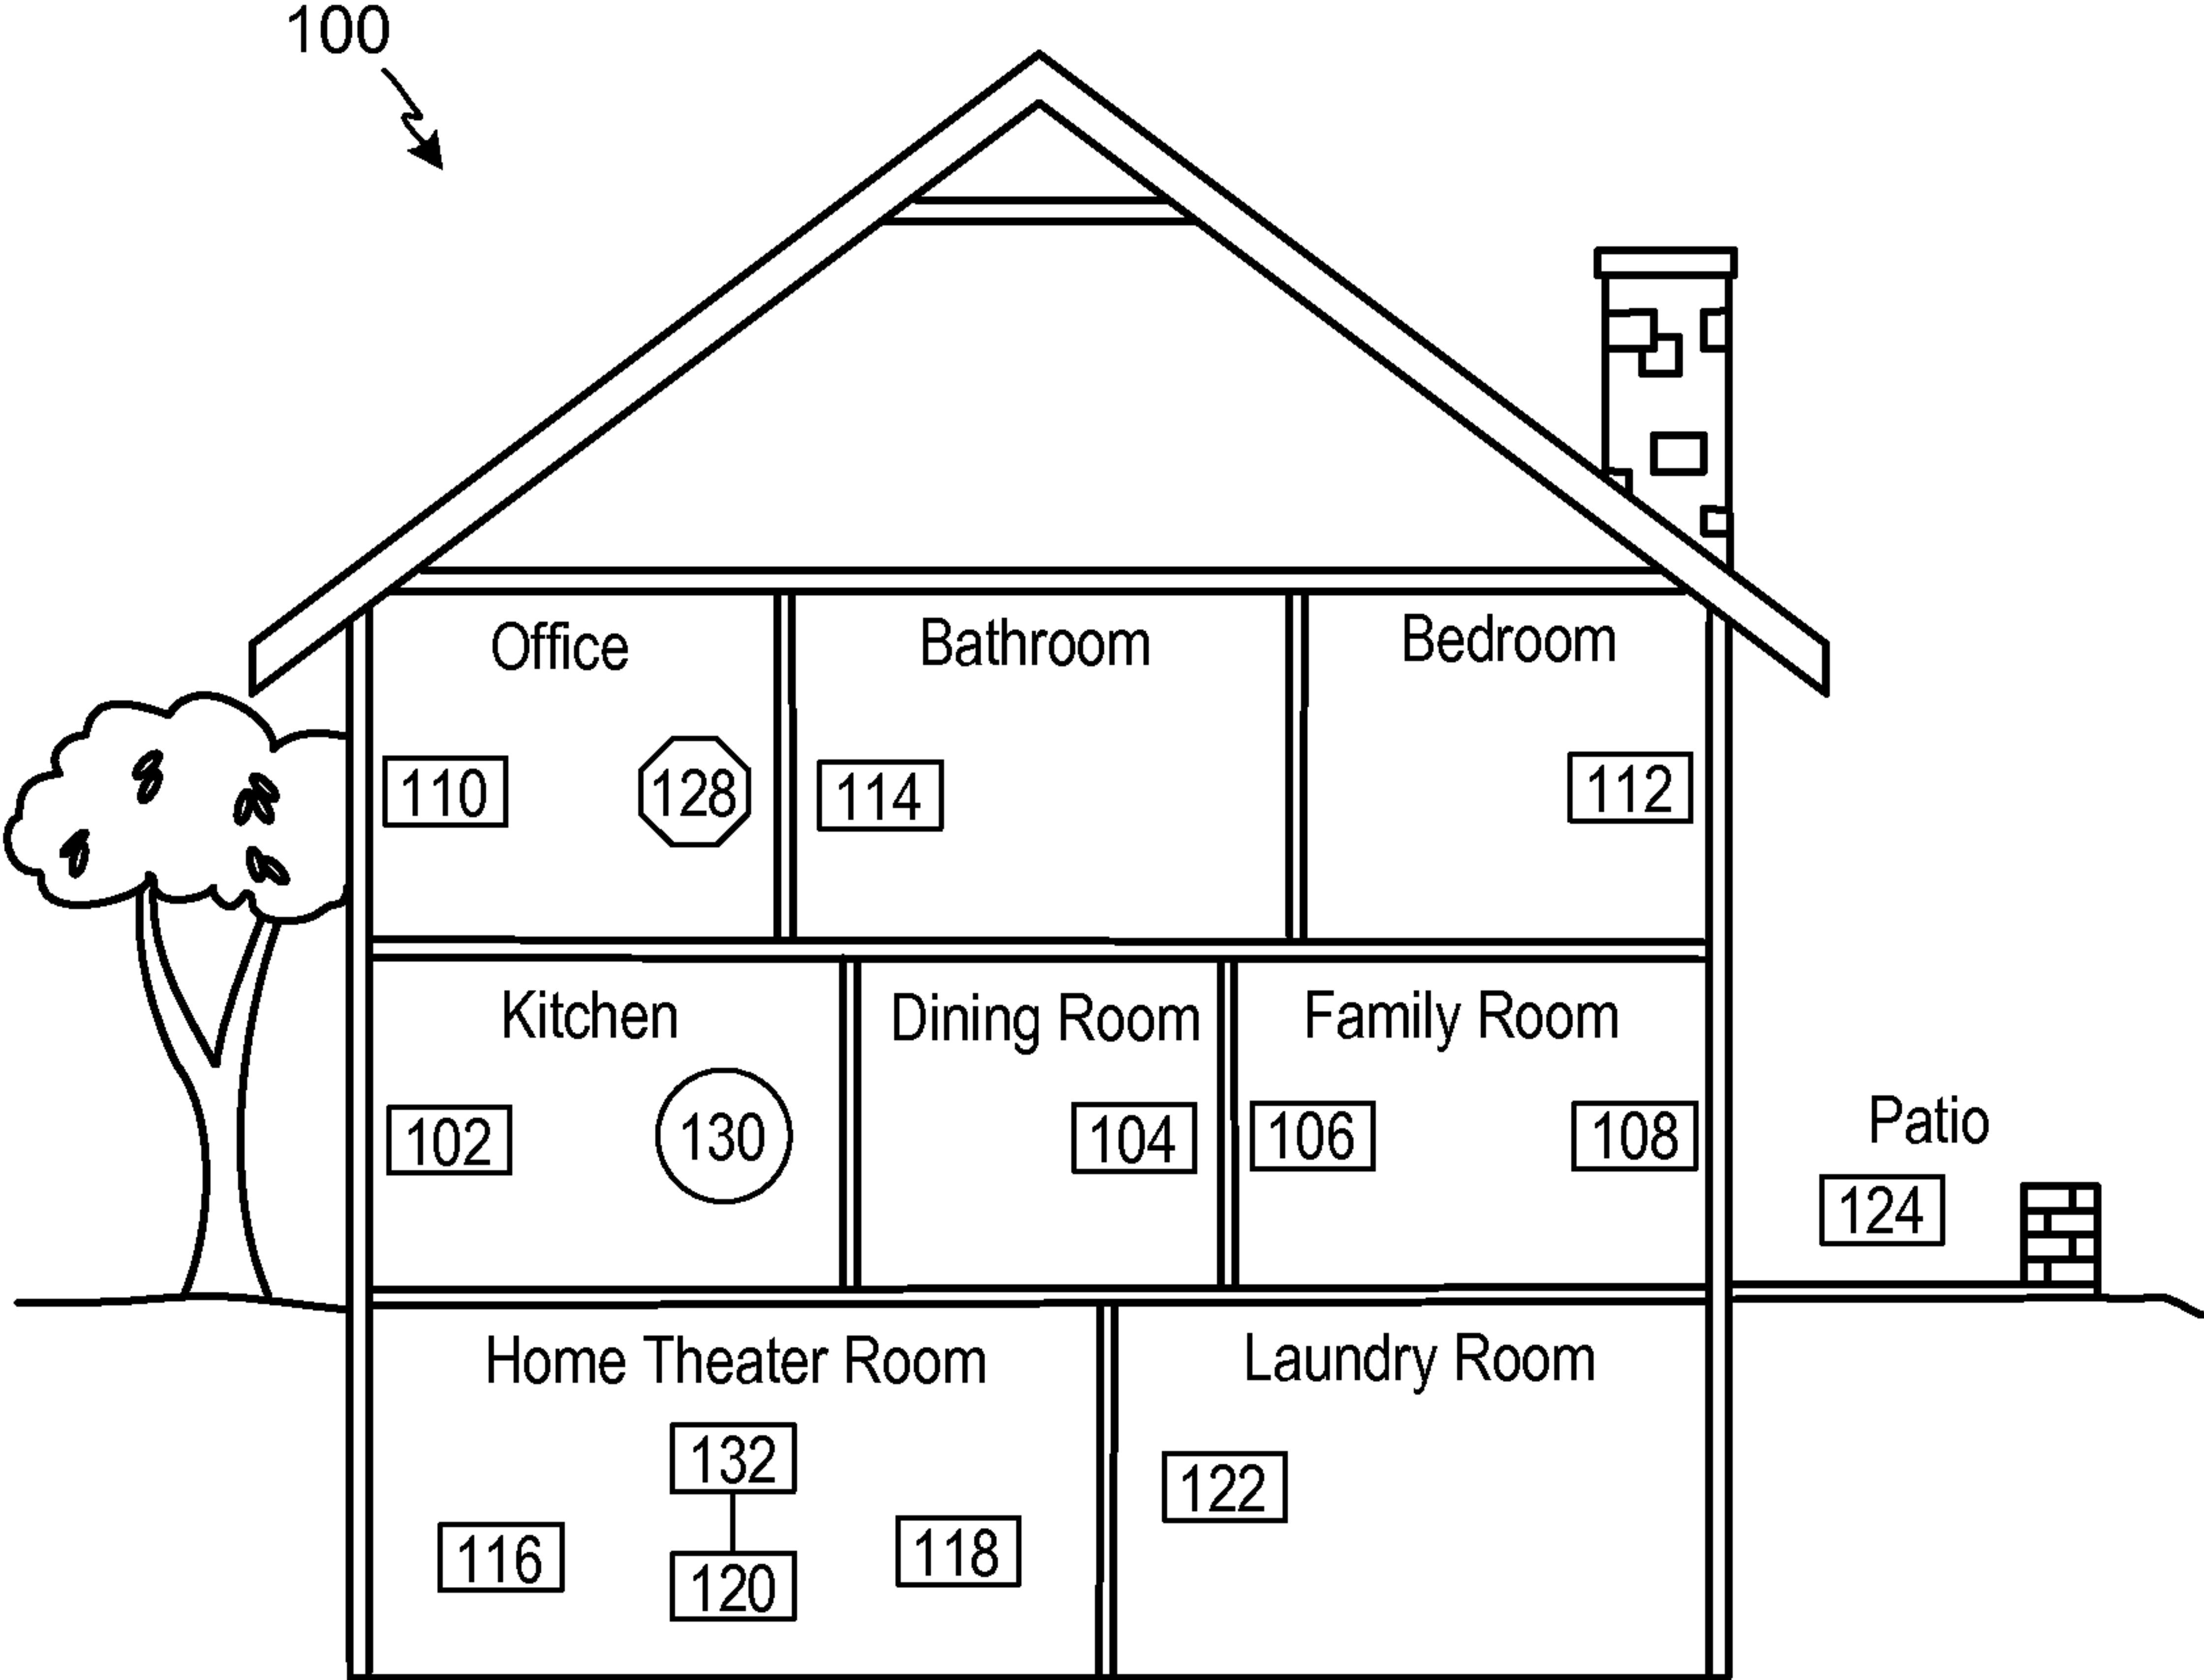 100
Office
Bathroom
Bedroom
110
128
114
112
Kitchen
Dining Room
Family Room
102
130
104
106
108
Patio
124
Home Theater Room
Laundry Room
132
116
120
118
122